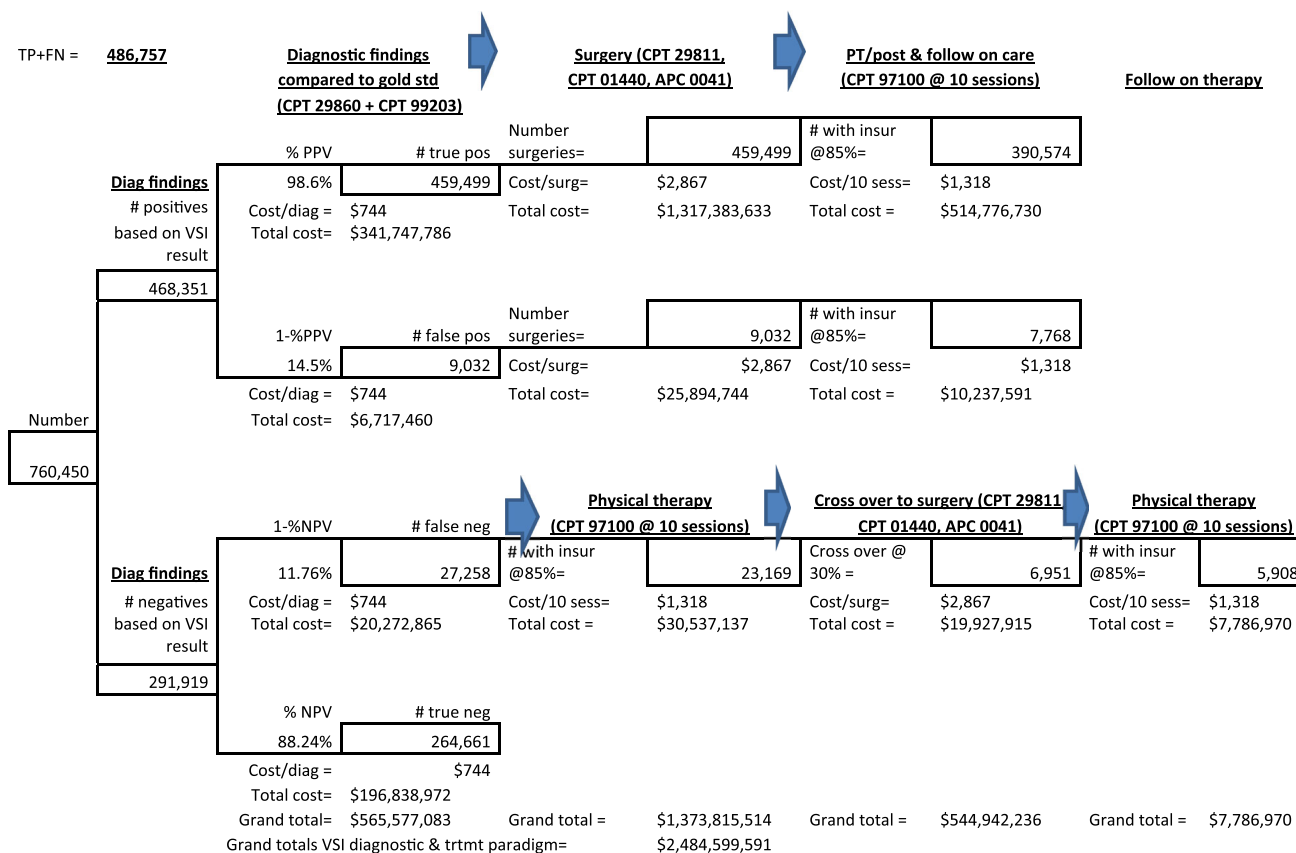 TP+FN = 486,757
Diagnostic findings
compared to gold std
(CPT 29860 + CPT 99203)
Surgery (CPT 29811,
CPT 01440, APC 0041)
PT/post & follow on care
(CPT 97100 @ 10 sessions)
Follow on therapy
% PPV # true pos Number surgeries= 459,499 # with insur @85%= 390,574
Diag findings 98.6% 459,499 Cost/surg= $2,867 Cost/10 sess= $1,318
# positives Cost/diag = $744 Total cost= $1,317,383,633 Total cost = $514,776,730
based on VSI Total cost= $341,747,786
result
468,351
1-%PPV # false pos Number surgeries= 9,032 # with insur @85%= 7,768
14.5% 9,032 Cost/surg= $2,867 Cost/10 sess= $1,318
Cost/diag = $744 Total cost= $25,894,744 Total cost = $10,237,591
Total cost= $6,717,460
Number
760,450
Physical therapy
(CPT 97100 @ 10 sessions)
Cross over to surgery (CPT 29811
CPT 01440, APC 0041)
Physical therapy
(CPT 97100 @ 10 sessions)
1-%NPV # false neg # with insur @85%= 23,169 Cross over @ 30% = 6,951 # with insur @85%= 5,908
Diag findings 11.76% 27,258
# negatives Cost/diag = $744 Cost/10 sess= $1,318 Cost/surg= $2,867 Cost/10 sess= $1,318
based on VSI Total cost= $20,272,865 Total cost = $30,537,137 Total cost = $19,927,915 Total cost = $7,786,970
result
291,919
% NPV # true neg
88.24% 264,661
Cost/diag = $744
Total cost= $196,838,972
Grand total= $565,577,083 Grand total = $1,373,815,514 Grand total = $544,942,236 Grand total = $7,786,970
Grand totals VSI diagnostic & trtmt paradigm= $2,484,599,591